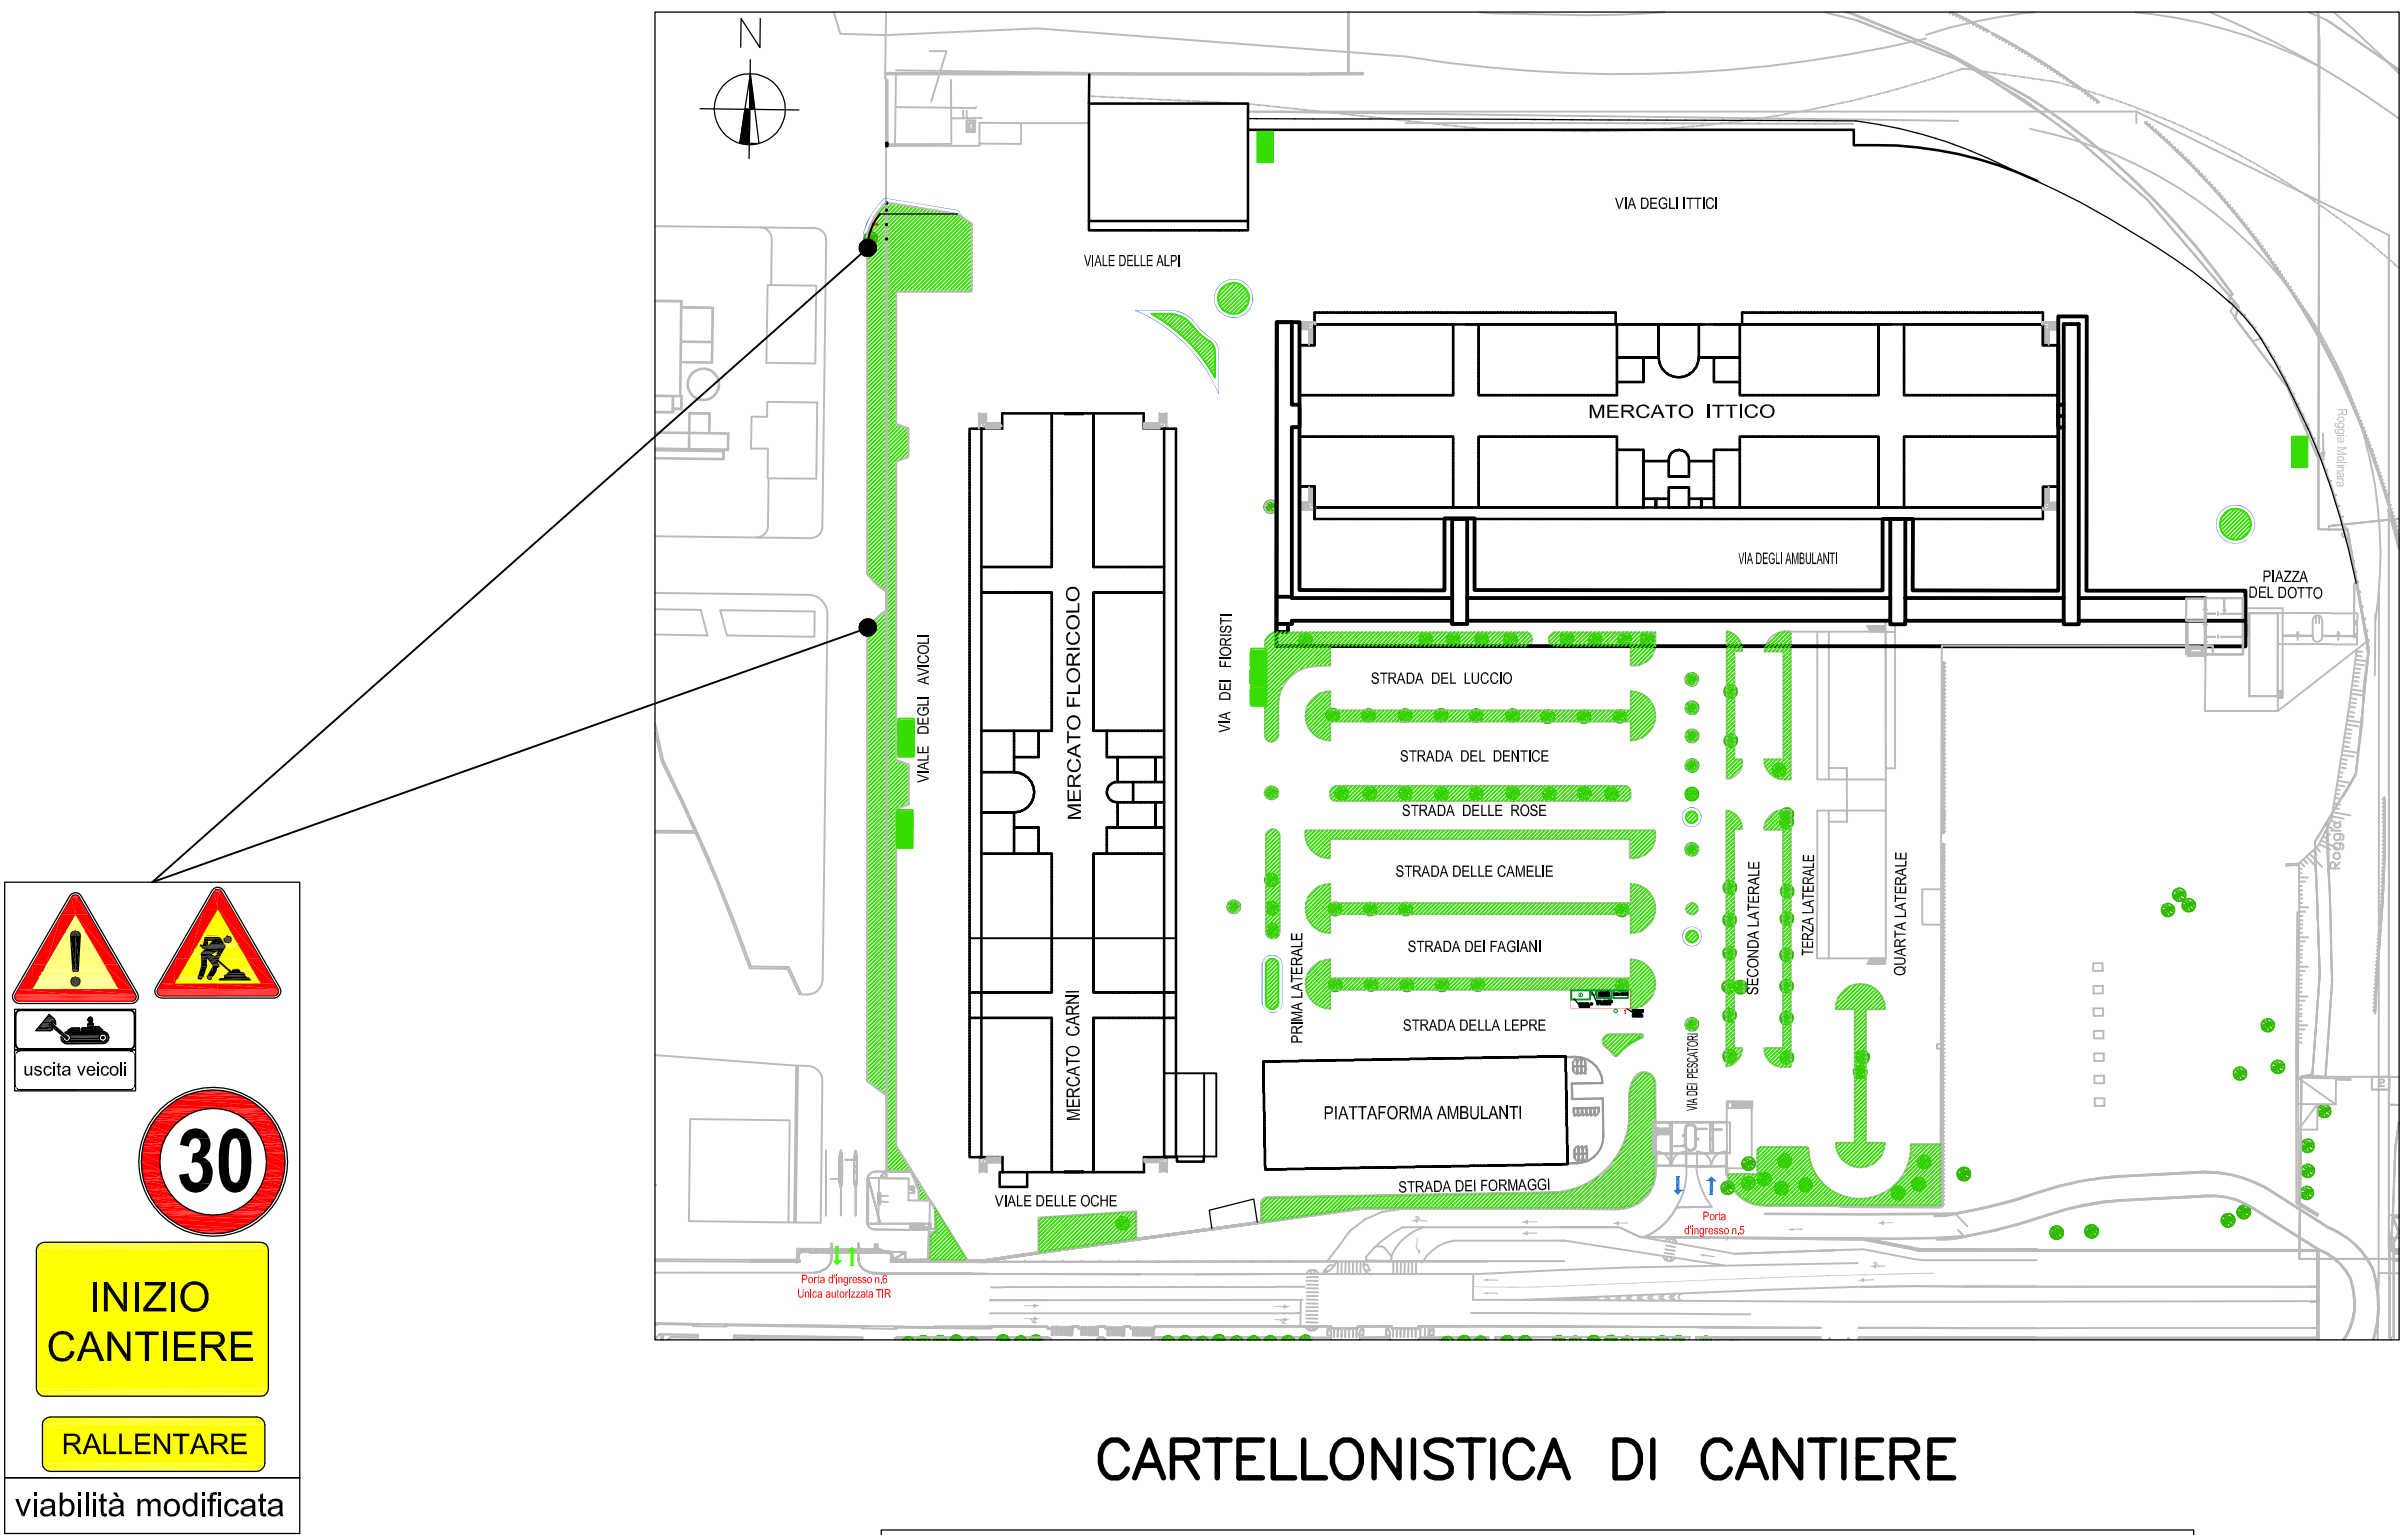 N
VIA DEGLI ITTICI
VIALE DELLE ALPI
MERCATO ITTICO
Roggia Molinara
VIA DEGLI AMBULANTI
PIAZZA
DEL DOTTO
MERCATO FLORICOLO
VIALE DEGLI AVICOLI
VIA DEI FIORISTI
STRADA DEL LUCCIO
STRADA DEL DENTICE
STRADA DELLE ROSE
STRADA DELLE CAMELIE
STRADA DEI FAGIANI
STRADA DELLA LEPRE
PRIMA LATERALE
SECONDA LATERALE
TERZA LATERALE
QUARTA LATERALE
Roggia
MERCATO CARNI
VIA DEI PESCATORI
PIATTAFORMA AMBULANTI
STRADA DEI FORMAGGI
VIALE DELLE OCHE
Porta
d'ingresso n.5
Porta d'ingresso n.6
Unica autorizzata TIR
uscita veicoli
30
INIZIO
CANTIERE
RALLENTARE
viabilità modificata
CARTELLONISTICA DI CANTIERE